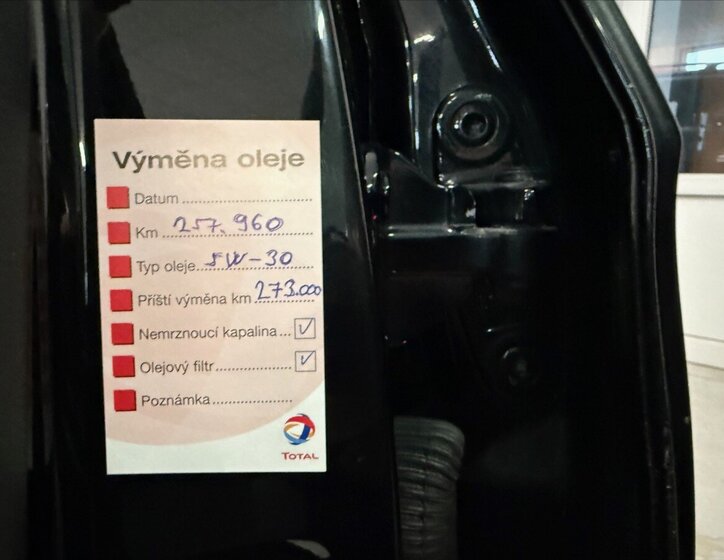 Výměna oleje
Datum
Km 257.960
Typ oleje 5W-30
Příští výměna km 273.000
Nemrznoucí kapalina
Olejový filtr
Poznámka
TOTAL